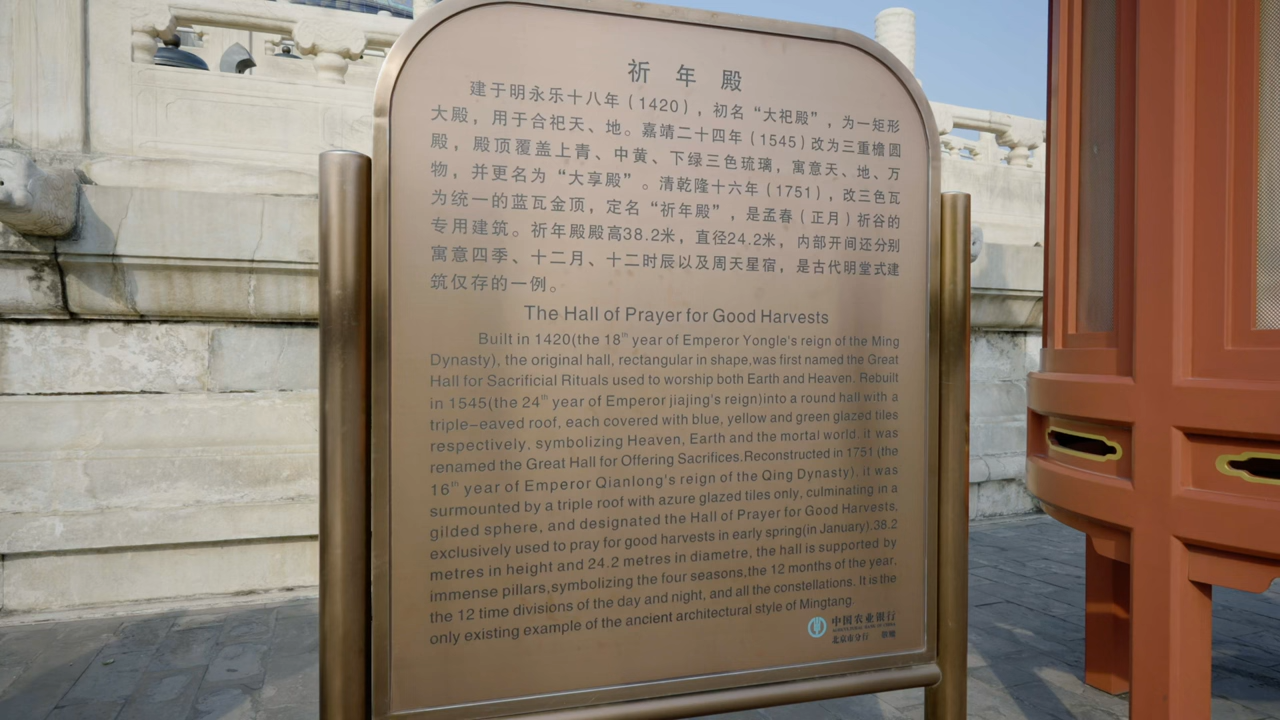 祈年殿
建于明永乐十八年（1420），初名“大祀殿”，为一矩形
大殿，用于合祀天、地。嘉靖二十四年（1545）改为三重檐圆
殿，殿顶覆盖上青、中黄、下绿三色琉璃，寓意天、地、万
物，并更名为“大享殿”。清乾隆十六年（1751），改三色瓦
为统一的蓝瓦金顶，定名“祈年殿”，是孟春（正月）祈谷的
专用建筑。祈年殿殿高38.2米，直径24.2米，内部开间还分别
寓意四季、十二月、十二时辰以及周天星宿，是古代明堂式建
筑仅存的一例。
The Hall of Prayer for Good Harvests
Built in 1420(the 18th year of Emperor Yongle's reign of the Ming
Dynasty), the original hall, rectangular in shape,was first named the Great
Hall for Sacrificial Rituals used to worship both Earth and Heaven. Rebuilt
in 1545(the 24th year of Emperor jiajing's reign)into a round hall with a
triple-eaved roof, each covered with blue, yellow and green glazed tiles
respectively, symbolizing Heaven, Earth and the mortal world. it was
renamed the Great Hall for Offering Sacrifices.Reconstructed in 1751 (the
16th year of Emperor Qianlong's reign of the Qing Dynasty), it was
surmounted by a triple roof with azure glazed tiles only, culminating in a
gilded sphere, and designated the Hall of Prayer for Good Harvests,
exclusively used to pray for good harvests in early spring(in January).38.2
metres in height and 24.2 metres in diametre, the hall is supported by
immense pillars,symbolizing the four seasons,the 12 months of the year,
the 12 time divisions of the day and night, and all the constellations. It is the
only existing example of the ancient architectural style of Mingtang.
中国农业银行
AGRICULTURAL BANK OF CHINA
北京市分行